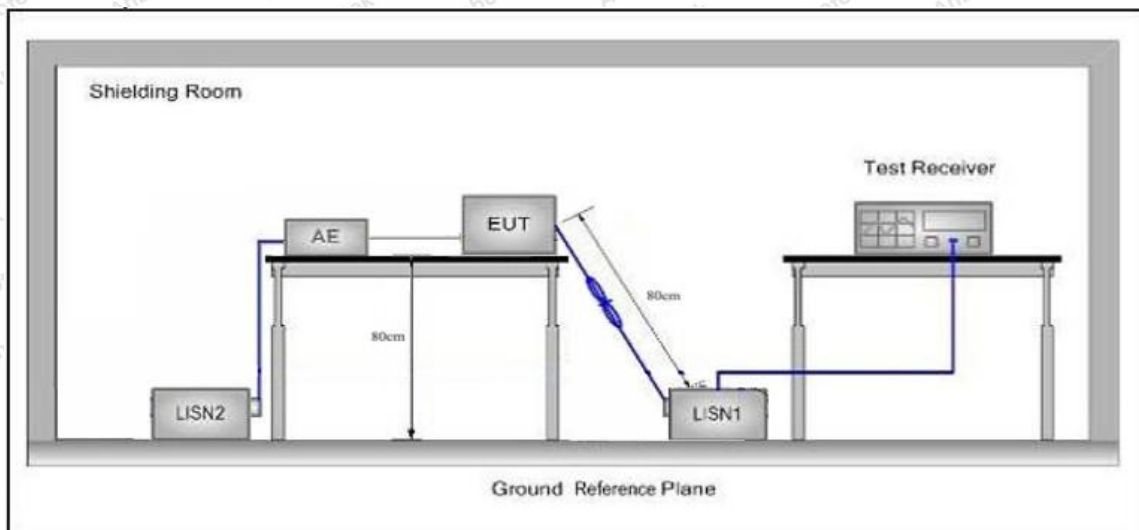 Shielding Room
Test Receiver
EUT
AE
80cm
80cm
LISN2
LISN1
Ground Reference Plane